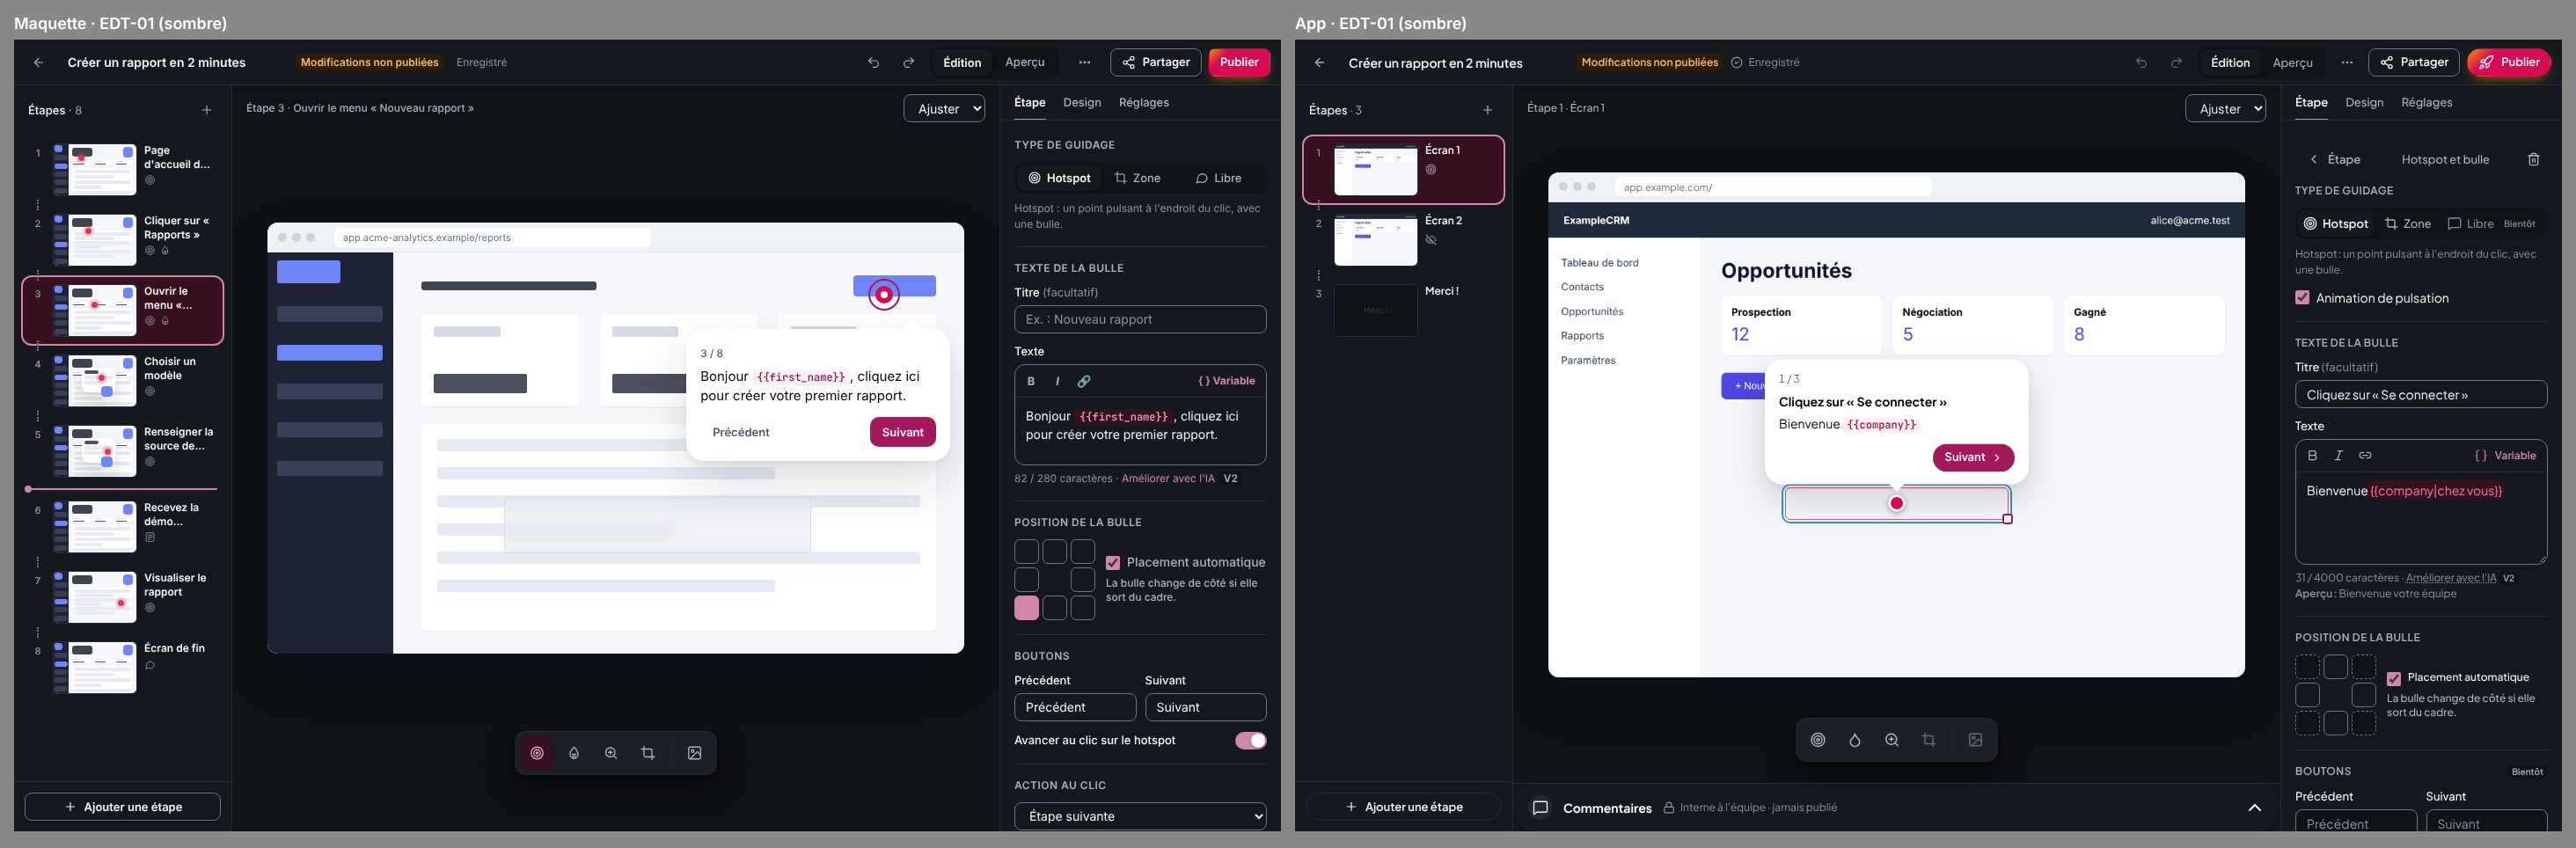 Maquette · EDT-01 (sombre)
Créer un rapport en 2 minutes
Modifications non publiées
Enregistré
Édition
Aperçu
Partager
Publier
Étapes · 8
1
Page d'accueil d...
2
Cliquer sur « Rapports »
3
Ouvrir le menu «...
4
Choisir un modèle
5
Renseigner la source de...
6
Recevez la démo...
7
Visualiser le rapport
8
Écran de fin
Ajouter une étape
Étape 3 · Ouvrir le menu « Nouveau rapport »
Ajuster
app.acme-analytics.example/reports
3 / 8
Bonjour {{first_name}}, cliquez ici
pour créer votre premier rapport.
Précédent
Suivant
Étape
Design
Réglages
TYPE DE GUIDAGE
Hotspot
Zone
Libre
Hotspot : un point pulsant à l'endroit du clic, avec
une bulle.
TEXTE DE LA BULLE
Titre (facultatif)
Ex. : Nouveau rapport
Texte
B I { } Variable
Bonjour {{first_name}}, cliquez ici
pour créer votre premier rapport.
82 / 280 caractères · Améliorer avec l'IA V2
POSITION DE LA BULLE
Placement automatique
La bulle change de côté si elle
sort du cadre.
BOUTONS
Précédent
Suivant
Précédent
Suivant
Avancer au clic sur le hotspot
ACTION AU CLIC
Étape suivante
App · EDT-01 (sombre)
Créer un rapport en 2 minutes
Modifications non publiées
Enregistré
Édition
Aperçu
Partager
Publier
Étapes · 3
1
Écran 1
2
Écran 2
3
Merci !
Merci !
Ajouter une étape
Étape 1 · Écran 1
Ajuster
app.example.com/
ExampleCRM
alice@acme.test
Tableau de bord
Contacts
Opportunités
Rapports
Paramètres
Opportunités
Prospection
12
Négociation
5
Gagné
8
+ Nouv
1 / 3
Cliquez sur « Se connecter »
Bienvenue {{company}}
Suivant
Commentaires
Interne à l'équipe · jamais publié
Étape
Design
Réglages
Étape
Hotspot et bulle
TYPE DE GUIDAGE
Hotspot
Zone
Libre
Bientôt
Hotspot : un point pulsant à l'endroit du clic, avec
une bulle.
Animation de pulsation
TEXTE DE LA BULLE
Titre (facultatif)
Cliquez sur « Se connecter »
Texte
B I { } Variable
Bienvenue {{company|chez vous}}
31 / 4000 caractères · Améliorer avec l'IA V2
Aperçu : Bienvenue votre équipe
POSITION DE LA BULLE
Placement automatique
La bulle change de côté si elle
sort du cadre.
BOUTONS
Bientôt
Précédent
Suivant
Précédent
Suivant